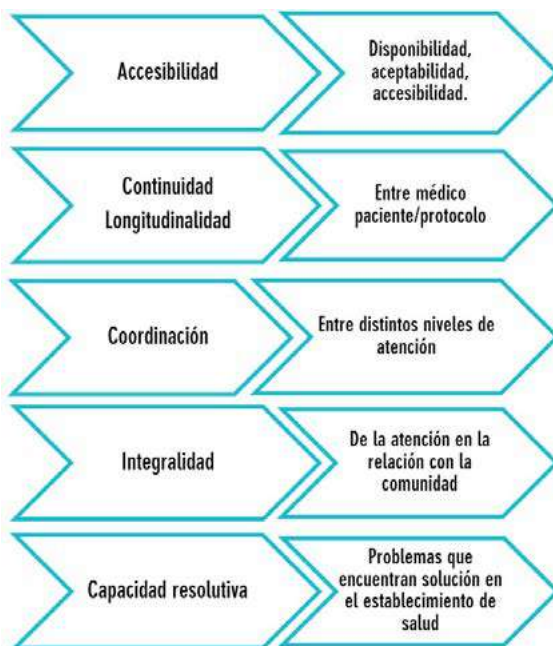 Accesibilidad
Disponibilidad,
aceptabilidad,
accesibilidad.
Continuidad
Longitudinalidad
Entre médico
paciente/protocolo
Coordinación
Entre distintos niveles de
atención
Integralidad
De la atención en la
relación con la
comunidad
Capacidad resolutiva
Problemas que
encuentran solución en
el establecimiento de
salud